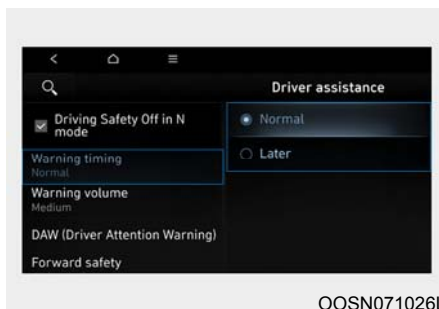 Driver assistance
Driving Safety Off in N
mode
Normal
Warning timing
Normal
Later
Warning volume
Medium
DAW (Driver Attention Warning)
Forward safety
OOSN071026L